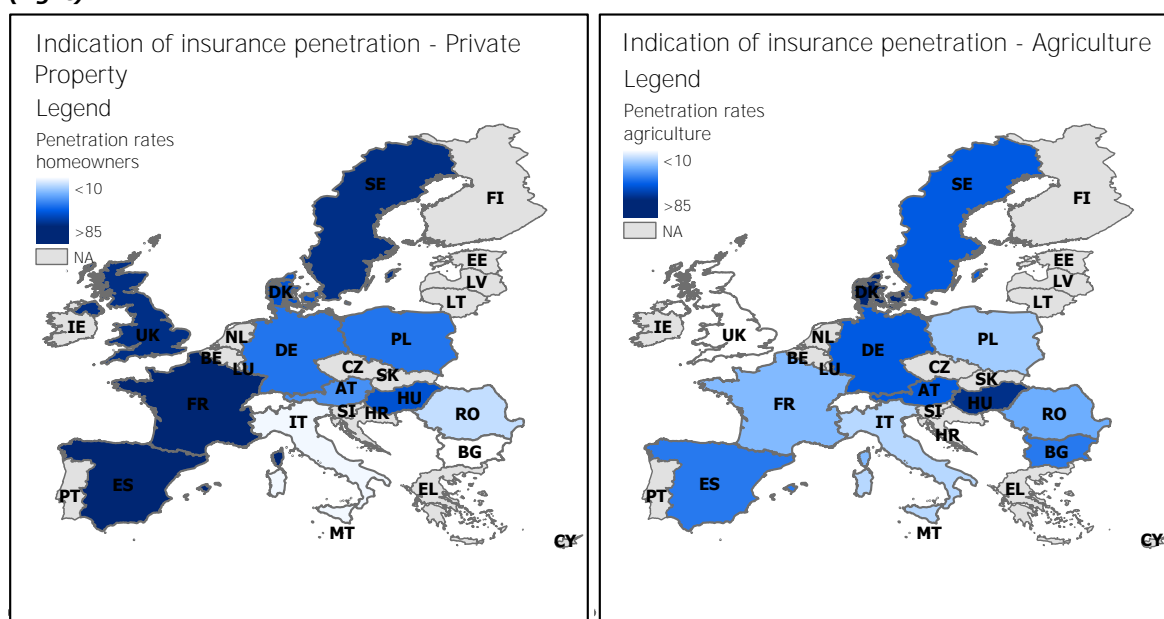 Indication of insurance penetration - Private
Property
Legend
Penetration rates
homeowners
<10
>85
NA
SE
FI
EE
LV
LT
DK
IE
UK
NL
BE
LU
DE
PL
CZ
SK
AT
HU
SI
HR
RO
FR
IT
BG
PT
ES
EL
MT
CY
Indication of insurance penetration - Agriculture
Legend
Penetration rates
agriculture
<10
>85
NA
SE
FI
EE
LV
LT
DK
IE
UK
NL
BE
LU
DE
PL
CZ
SK
AT
HU
SI
HR
RO
FR
IT
BG
PT
ES
EL
MT
CY